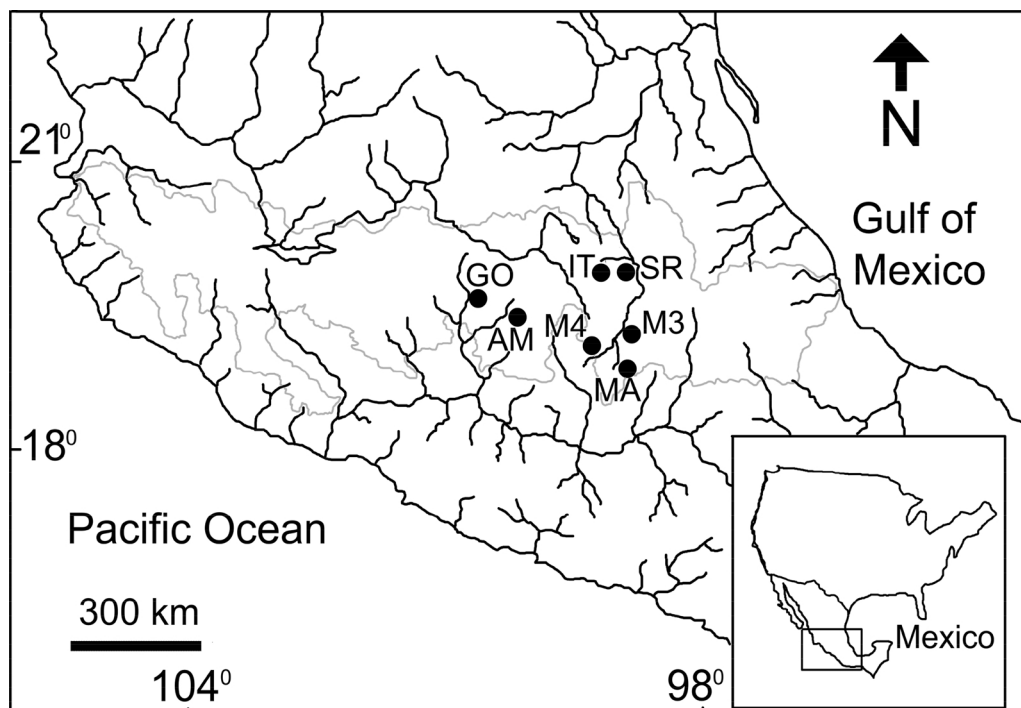 N
21⁰
Gulf of
Mexico
IT
SR
GO
AM
M4
M3
MA
18⁰
Pacific Ocean
300 km
Mexico
104⁰
98⁰